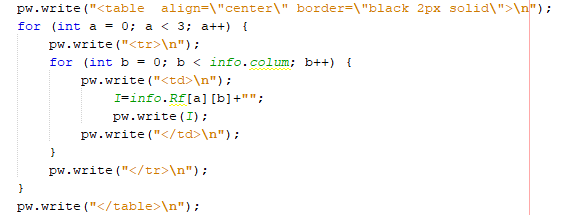 pw.write("<table  align=\"center\" border=\"black 2px solid\">\n");
for (int a = 0; a < 3; a++) {
    pw.write("<tr>\n");
    for (int b = 0; b < info.colum; b++) {
        pw.write("<td>\n");
            I=info.Rf[a][b]+"";
            pw.write(I);
        pw.write("</td>\n");
    }
    pw.write("</tr>\n");
}
pw.write("</table>\n");